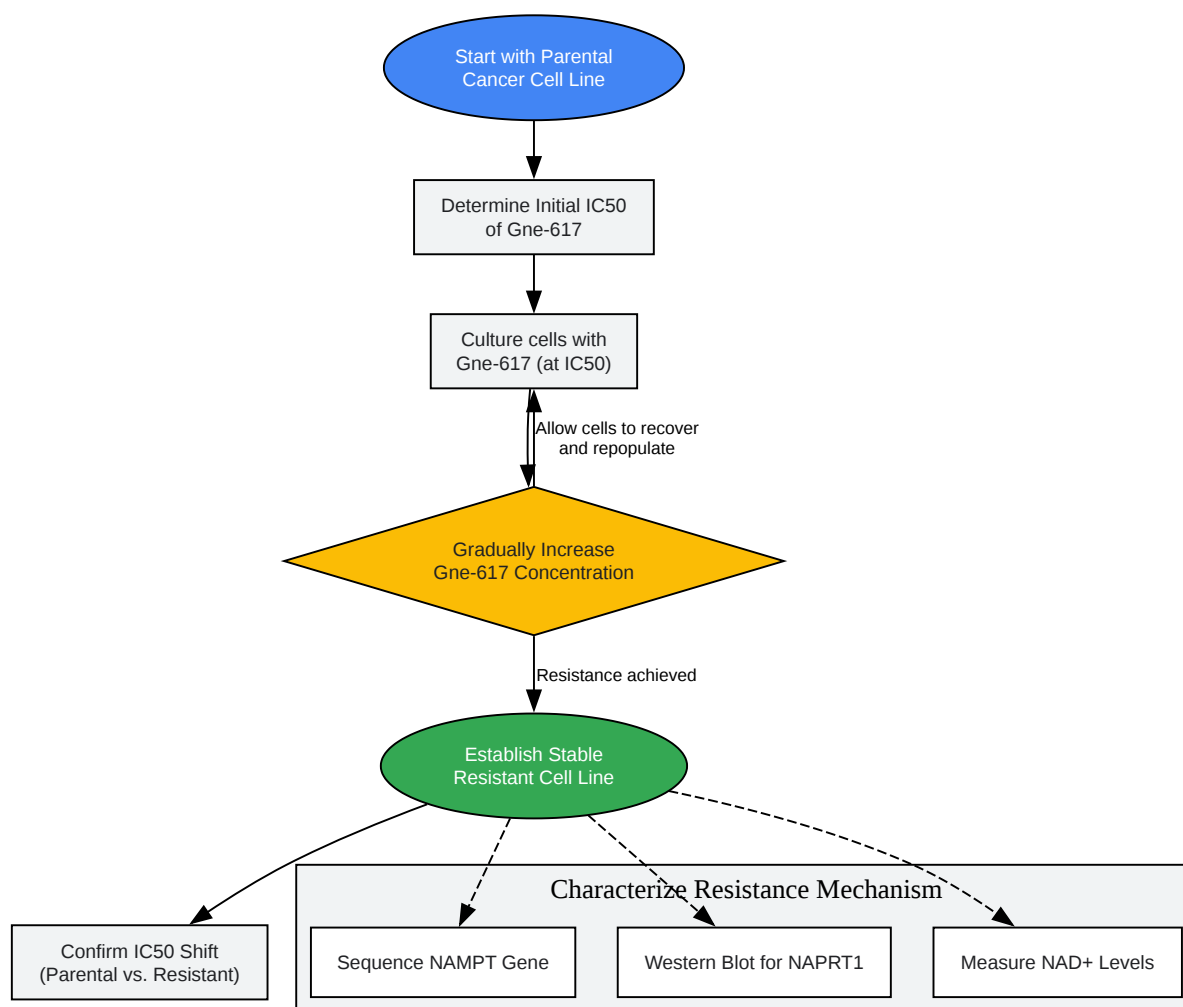 Start with Parental
Cancer Cell Line
Determine Initial IC50
of Gne-617
Culture cells with
Gne-617 (at IC50)
Allow cells to recover
and repopulate
Gradually Increase
Gne-617 Concentration
Resistance achieved
Establish Stable
Resistant Cell Line
Characterize Resistance Mechanism
Confirm IC50 Shift
(Parental vs. Resistant)
Sequence NAMPT Gene
Western Blot for NAPRT1
Measure NAD+ Levels